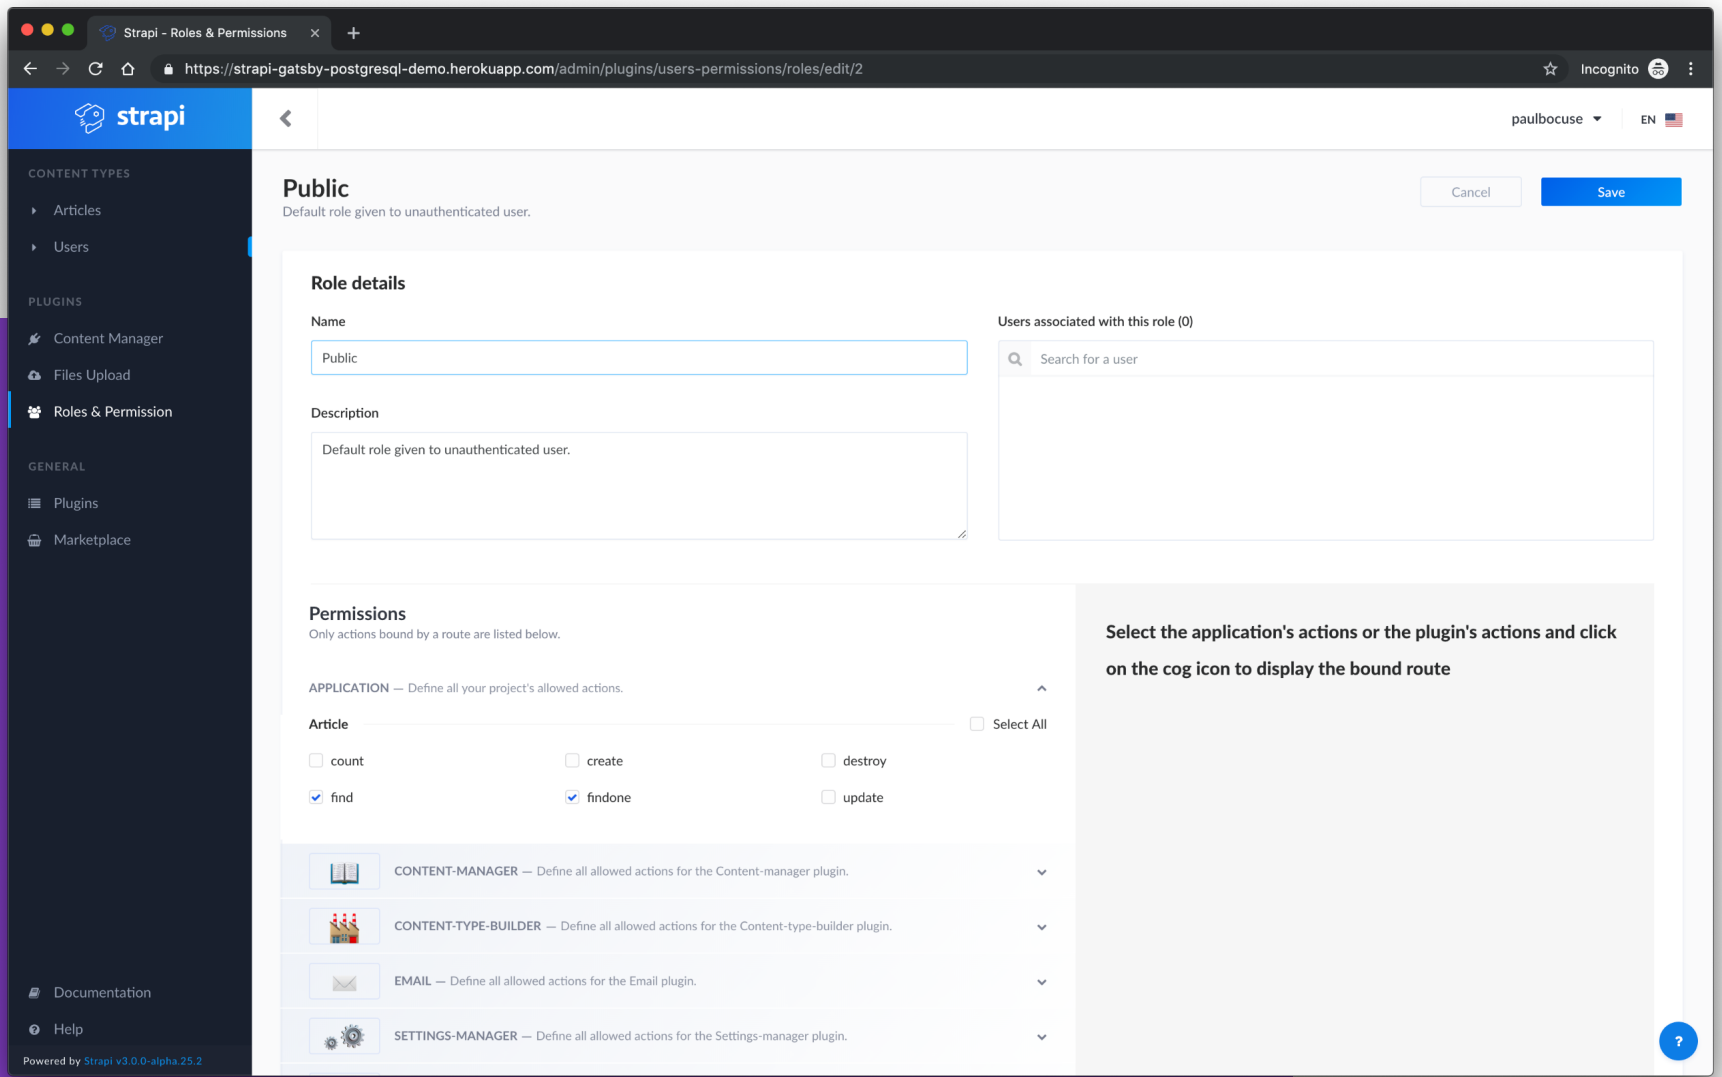 Strapi - Roles & Permissions
https://strapi-gatsby-postgresql-demo.herokuapp.com/admin/plugins/users-permissions/roles/edit/2
Incognito
strapi
paulbocuse
EN
CONTENT TYPES
Articles
Users
PLUGINS
Content Manager
Files Upload
Roles & Permission
GENERAL
Plugins
Marketplace
Documentation
Help
Powered by Strapi v3.0.0-alpha.25.2
Public
Default role given to unauthenticated user.
Cancel
Save
Role details
Name
Public
Users associated with this role (0)
Search for a user
Description
Default role given to unauthenticated user.
Permissions
Only actions bound by a route are listed below.
APPLICATION — Define all your project's allowed actions.
Article
Select All
count
create
destroy
find
findone
update
CONTENT-MANAGER — Define all allowed actions for the Content-manager plugin.
CONTENT-TYPE-BUILDER — Define all allowed actions for the Content-type-builder plugin.
EMAIL — Define all allowed actions for the Email plugin.
SETTINGS-MANAGER — Define all allowed actions for the Settings-manager plugin.
Select the application's actions or the plugin's actions and click
on the cog icon to display the bound route
?